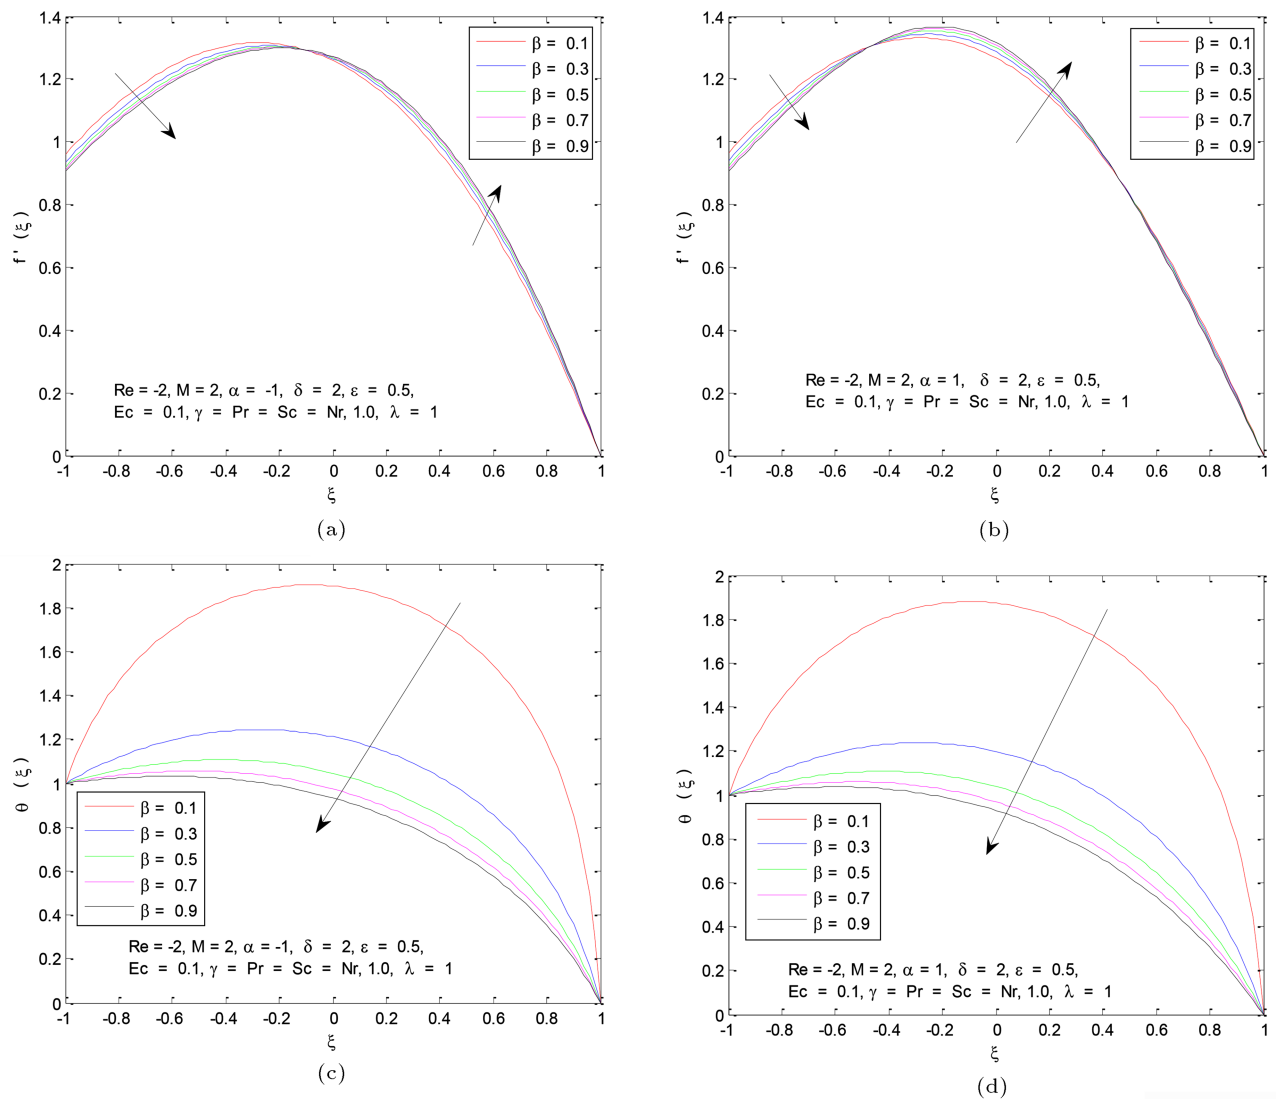 1.4
1.2
1
0.8
0.6
0.4
0.2
0
f ' (ξ)
β = 0.1
β = 0.3
β = 0.5
β = 0.7
β = 0.9
Re = -2, M = 2, α = -1, δ = 2, ε = 0.5,
Ec = 0.1, γ = Pr = Sc = Nr, 1.0, λ = 1
-1 -0.8 -0.6 -0.4 -0.2 0 0.2 0.4 0.6 0.8 1
ξ
(a)
1.4
1.2
1
0.8
0.6
0.4
0.2
0
f ' (ξ)
β = 0.1
β = 0.3
β = 0.5
β = 0.7
β = 0.9
Re = -2, M = 2, α = 1, δ = 2, ε = 0.5,
Ec = 0.1, γ = Pr = Sc = Nr, 1.0, λ = 1
-1 -0.8 -0.6 -0.4 -0.2 0 0.2 0.4 0.6 0.8 1
ξ
(b)
2
1.8
1.6
1.4
1.2
1
0.8
0.6
0.4
0.2
0
θ (ξ)
β = 0.1
β = 0.3
β = 0.5
β = 0.7
β = 0.9
Re = -2, M = 2, α = -1, δ = 2, ε = 0.5,
Ec = 0.1, γ = Pr = Sc = Nr, 1.0, λ = 1
-1 -0.8 -0.6 -0.4 -0.2 0 0.2 0.4 0.6 0.8 1
ξ
(c)
2
1.8
1.6
1.4
1.2
1
0.8
0.6
0.4
0.2
0
θ (ξ)
β = 0.1
β = 0.3
β = 0.5
β = 0.7
β = 0.9
Re = -2, M = 2, α = 1, δ = 2, ε = 0.5,
Ec = 0.1, γ = Pr = Sc = Nr, 1.0, λ = 1
-1 -0.8 -0.6 -0.4 -0.2 0 0.2 0.4 0.6 0.8 1
ξ
(d)